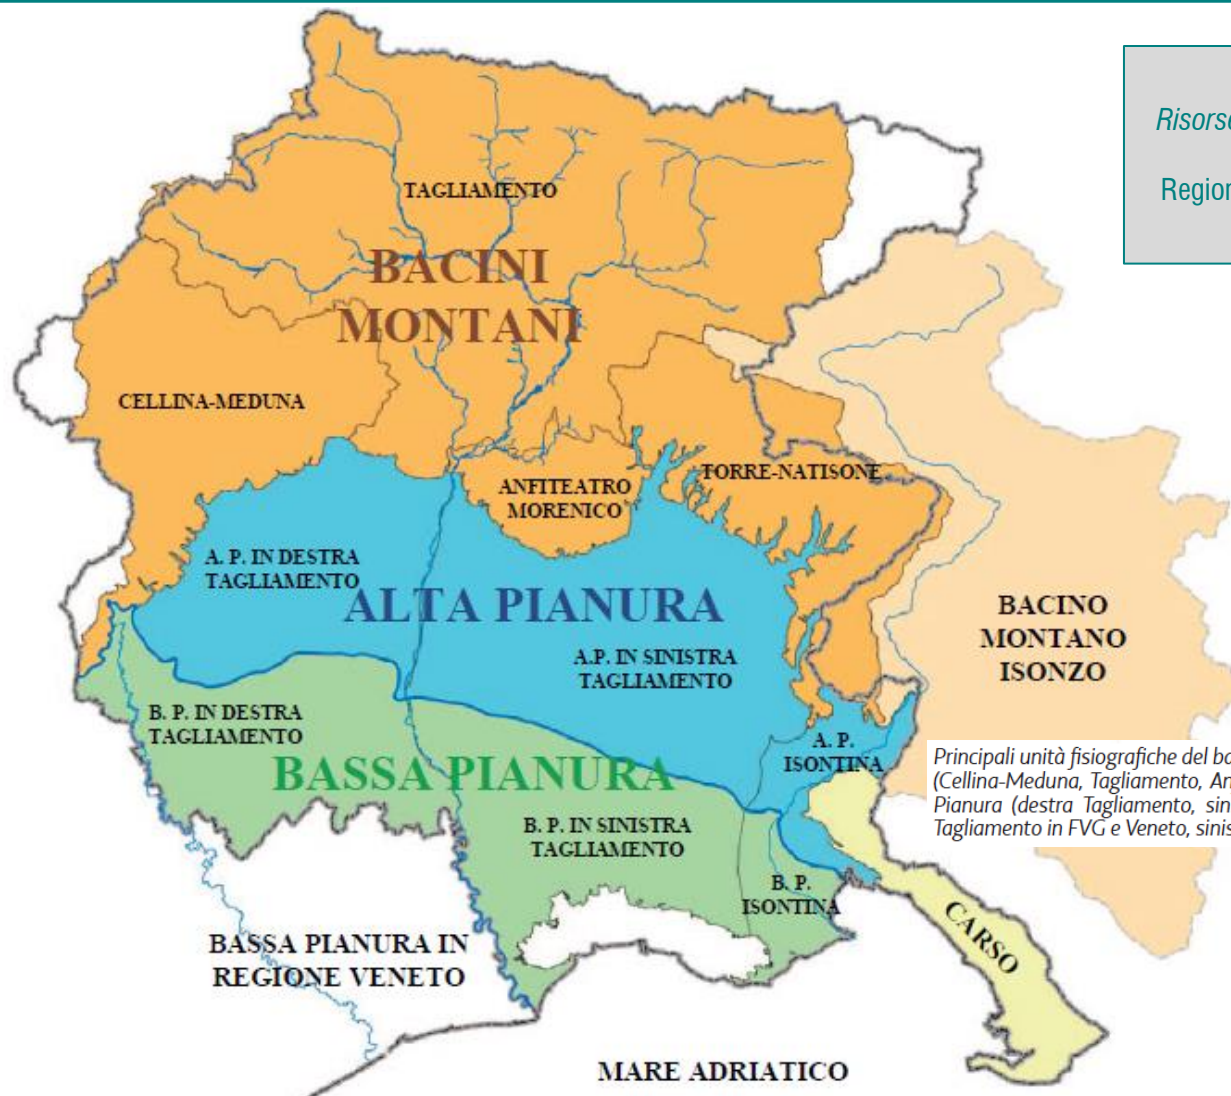 Risorse
Region
TAGLIAMENTO
BACINI
MONTANI
CELLINA-MEDUNA
ANFITEATRO
MORENICO
TORRE-NATISONE
A. P. IN DESTRA
TAGLIAMENTO
ALTA PIANURA
A.P. IN SINISTRA
TAGLIAMENTO
BACINO
MONTANO
ISONZO
B. P. IN DESTRA
TAGLIAMENTO
A. P.
ISONTINA
BASSA PIANURA
Principali unità fisiografiche del ba
(Cellina-Meduna, Tagliamento, An
Pianura (destra Tagliamento, sin
Tagliamento in FVG e Veneto, sinis
B. P. IN SINISTRA
TAGLIAMENTO
B. P.
ISONTINA
CARSO
BASSA PIANURA IN
REGIONE VENETO
MARE ADRIATICO